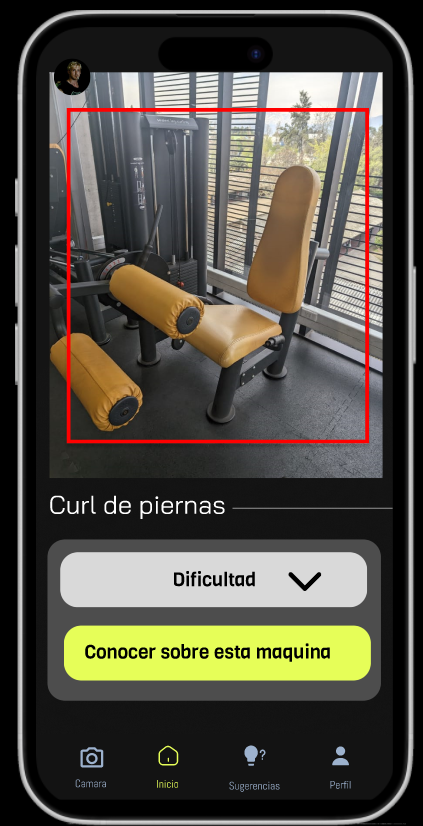 Curl de piernas
Dificultad
Conocer sobre esta maquina
?
Camara
Inicio
Sugerencias
Perfil